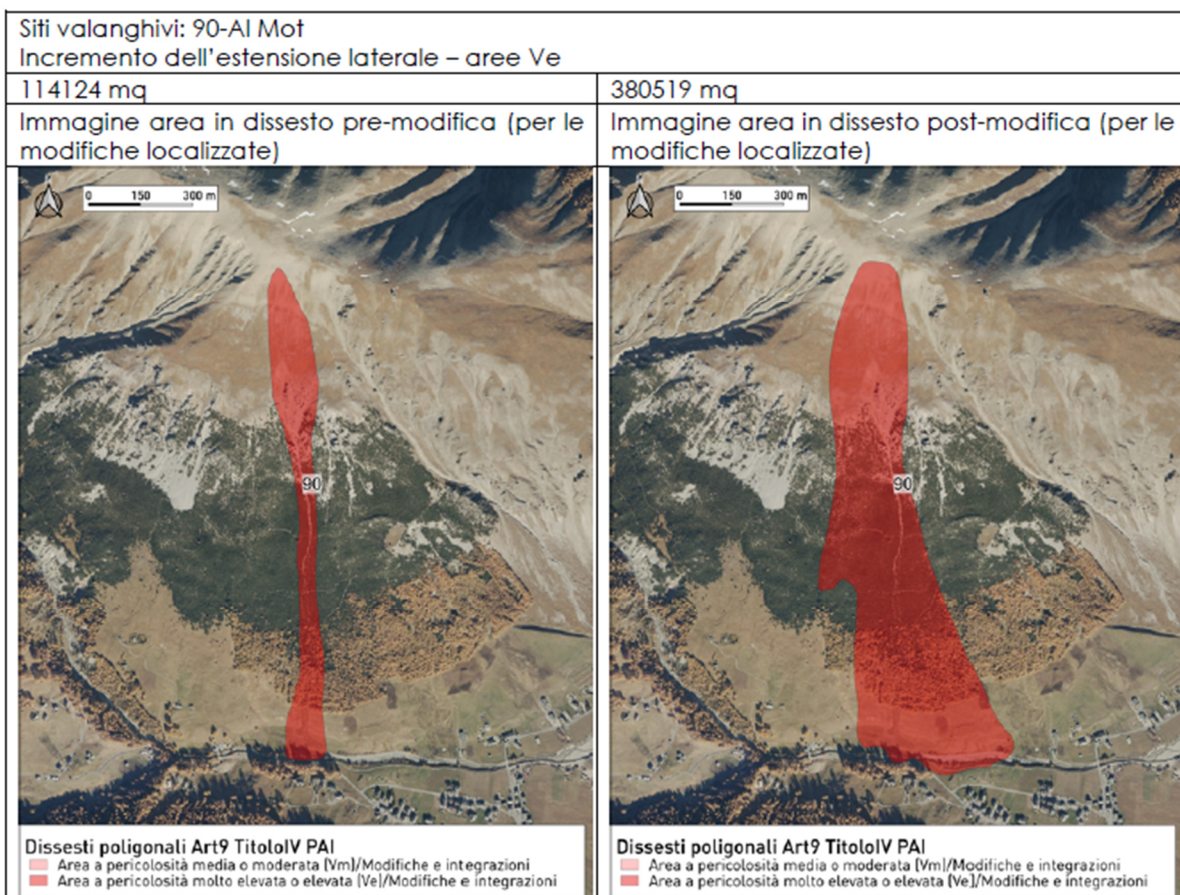 Siti valanghivi: 90-Al Mot
Incremento dell'estensione laterale – aree Ve
114124 mq
380519 mq
Immagine area in dissesto pre-modifica (per le
modifiche localizzate)
Immagine area in dissesto post-modifica (per le
modifiche localizzate)
0 150 300 m
90
Dissesti poligonali Art9 TitoloIV PAI
Area a pericolosità media o moderata (Vm)/Modifiche e integrazioni
Area a pericolosità molto elevata o elevata (Ve)/Modifiche e integrazioni
0 150 300 m
90
Dissesti poligonali Art9 TitoloIV PAI
Area a pericolosità media o moderata (Vm)/Modifiche e integrazioni
Area a pericolosità molto elevata o elevata (Ve)/Modifiche e integrazioni